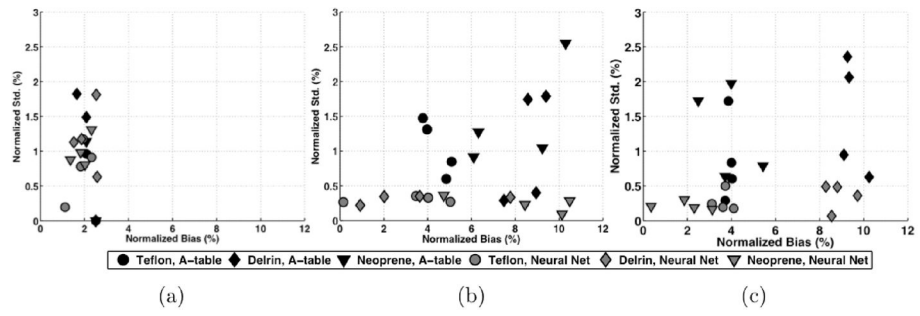 3
2.5
2
1.5
1
0.5
0
Normalized Std. (%)
0 2 4 6 8 10 12
Normalized Bias (%)
3
2.5
2
1.5
1
0.5
0
Normalized Std. (%)
0 2 4 6 8 10 12
Normalized Bias (%)
3
2.5
2
1.5
1
0.5
0
Normalized Std. (%)
0 2 4 6 8 10 12
Normalized Bias (%)
Teflon, A-table Delrin, A-table Neoprene, A-table Teflon, Neural Net Delrin, Neural Net Neoprene, Neural Net
(a) (b) (c)